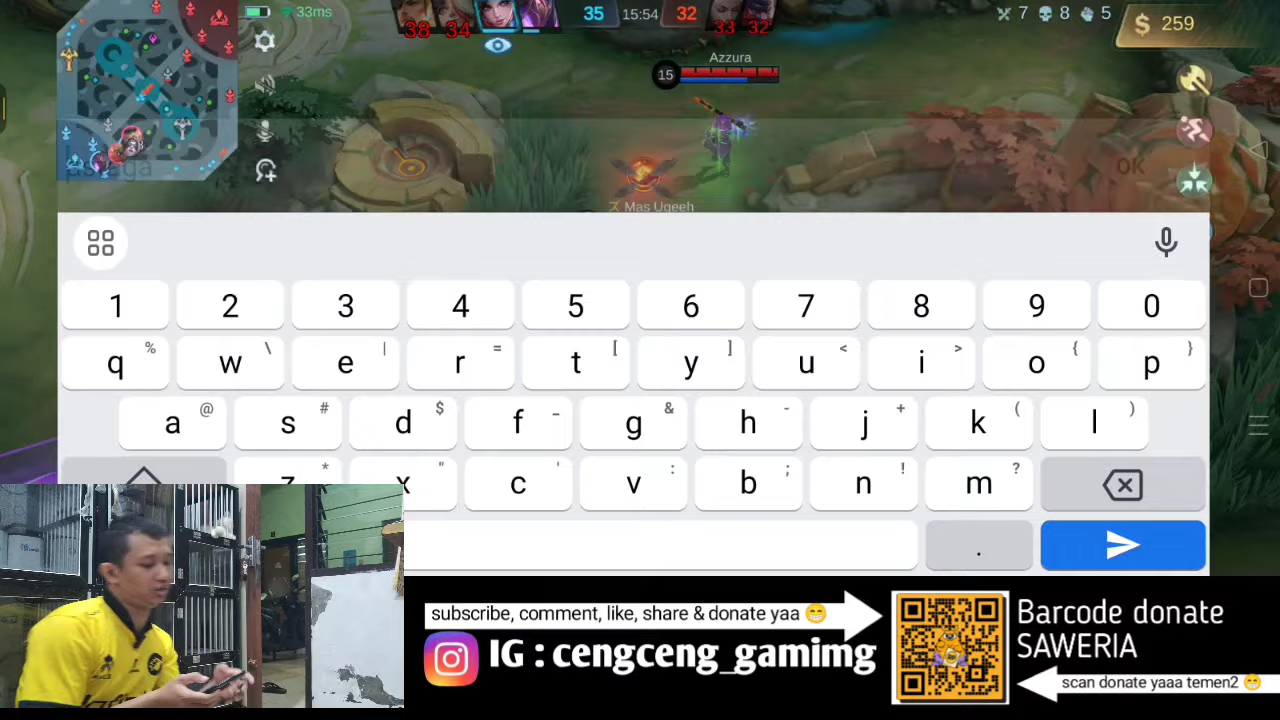 33ms
35 15:54 32
38 34 33 32
7 8 5
$ 259
Azzura
15
OK
Mas Ugeeh
1 2 3 4 5 6 7 8 9 0
q % w \ e | r = t [ y ] u < i > o { p }
a @ s # d $ f - g & h - j + k ( l )
z * x " c ' v : b ; n ! m ?
.
subscribe, comment, like, share & donate yaa 😁
IG : cengceng_gamimg
Barcode donate
SAWERIA
scan donate yaaa temen2 😁